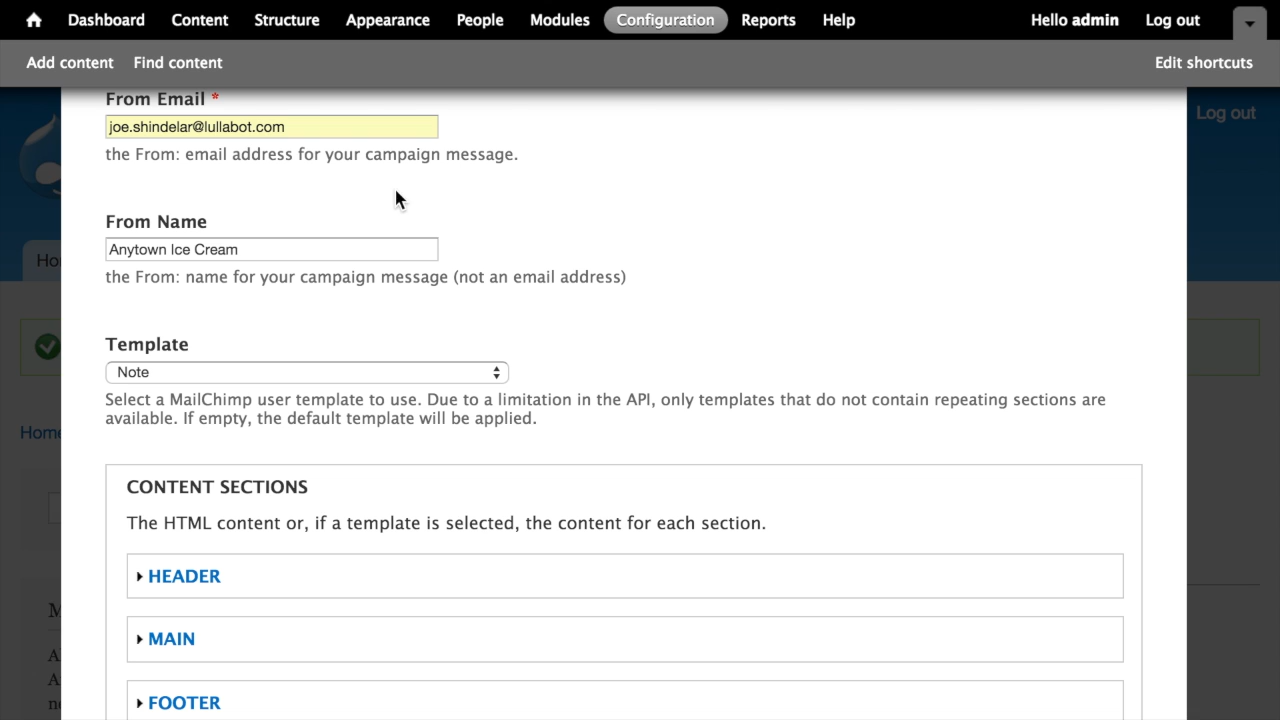 Dashboard Content Structure Appearance People Modules Configuration Reports Help Hello admin Log out
Add content Find content Edit shortcuts
From Email *
Log out
joe.shindelar@lullabot.com
the From: email address for your campaign message.
From Name
Anytown Ice Cream
the From: name for your campaign message (not an email address)
Template
Note
Select a MailChimp user template to use. Due to a limitation in the API, only templates that do not contain repeating sections are
available. If empty, the default template will be applied.
Home
CONTENT SECTIONS
The HTML content or, if a template is selected, the content for each section.
HEADER
MAIN
FOOTER